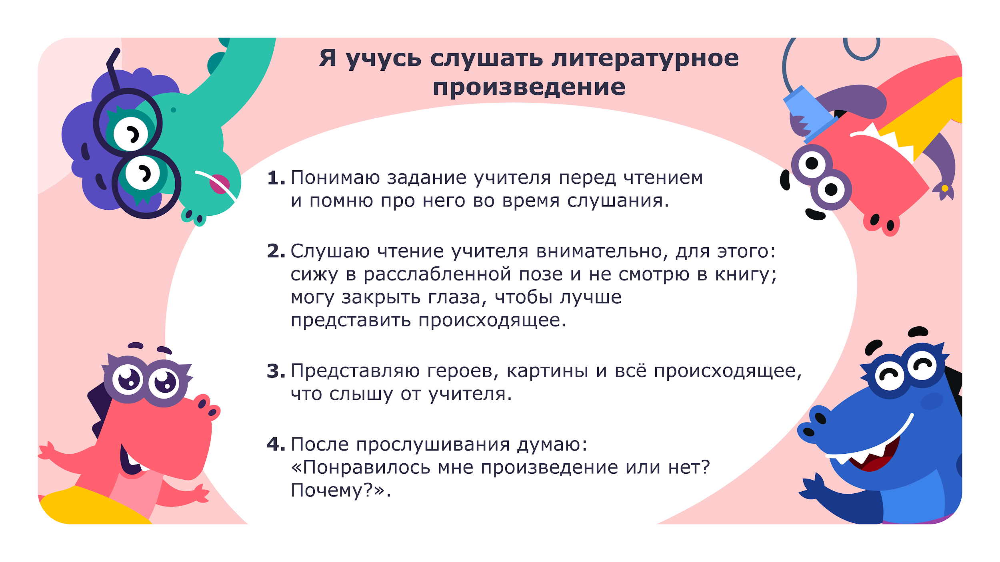 Я учусь слушать литературное
произведение
1. Понимаю задание учителя перед чтением
и помню про него во время слушания.
2. Слушаю чтение учителя внимательно, для этого:
сижу в расслабленной позе и не смотрю в книгу;
могу закрыть глаза, чтобы лучше
представить происходящее.
3. Представляю героев, картины и всё происходящее,
что слышу от учителя.
4. После прослушивания думаю:
«Понравилось мне произведение или нет?
Почему?».